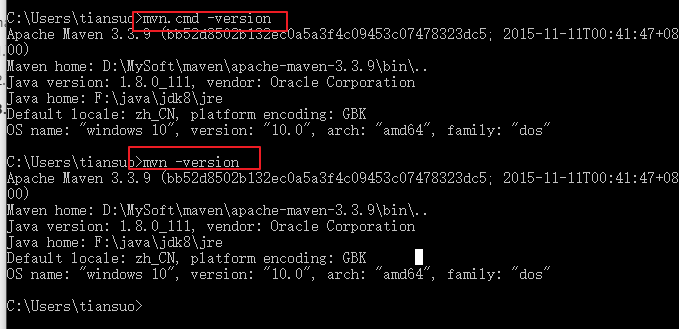 C:\Users\tiansuo>mvn.cmd -version
Apache Maven 3.3.9 (bb52d8502b132ec0a5a3f4c09453c07478323dc5; 2015-11-11T00:41:47+08
00)
Maven home: D:\MySoft\maven\apache-maven-3.3.9\bin\..
Java version: 1.8.0_111, vendor: Oracle Corporation
Java home: F:\java\jdk8\jre
Default locale: zh_CN, platform encoding: GBK
OS name: "windows 10", version: "10.0", arch: "amd64", family: "dos"
C:\Users\tiansuo>mvn -version
Apache Maven 3.3.9 (bb52d8502b132ec0a5a3f4c09453c07478323dc5; 2015-11-11T00:41:47+08
00)
Maven home: D:\MySoft\maven\apache-maven-3.3.9\bin\..
Java version: 1.8.0_111, vendor: Oracle Corporation
Java home: F:\java\jdk8\jre
Default locale: zh_CN, platform encoding: GBK
OS name: "windows 10", version: "10.0", arch: "amd64", family: "dos"
C:\Users\tiansuo>